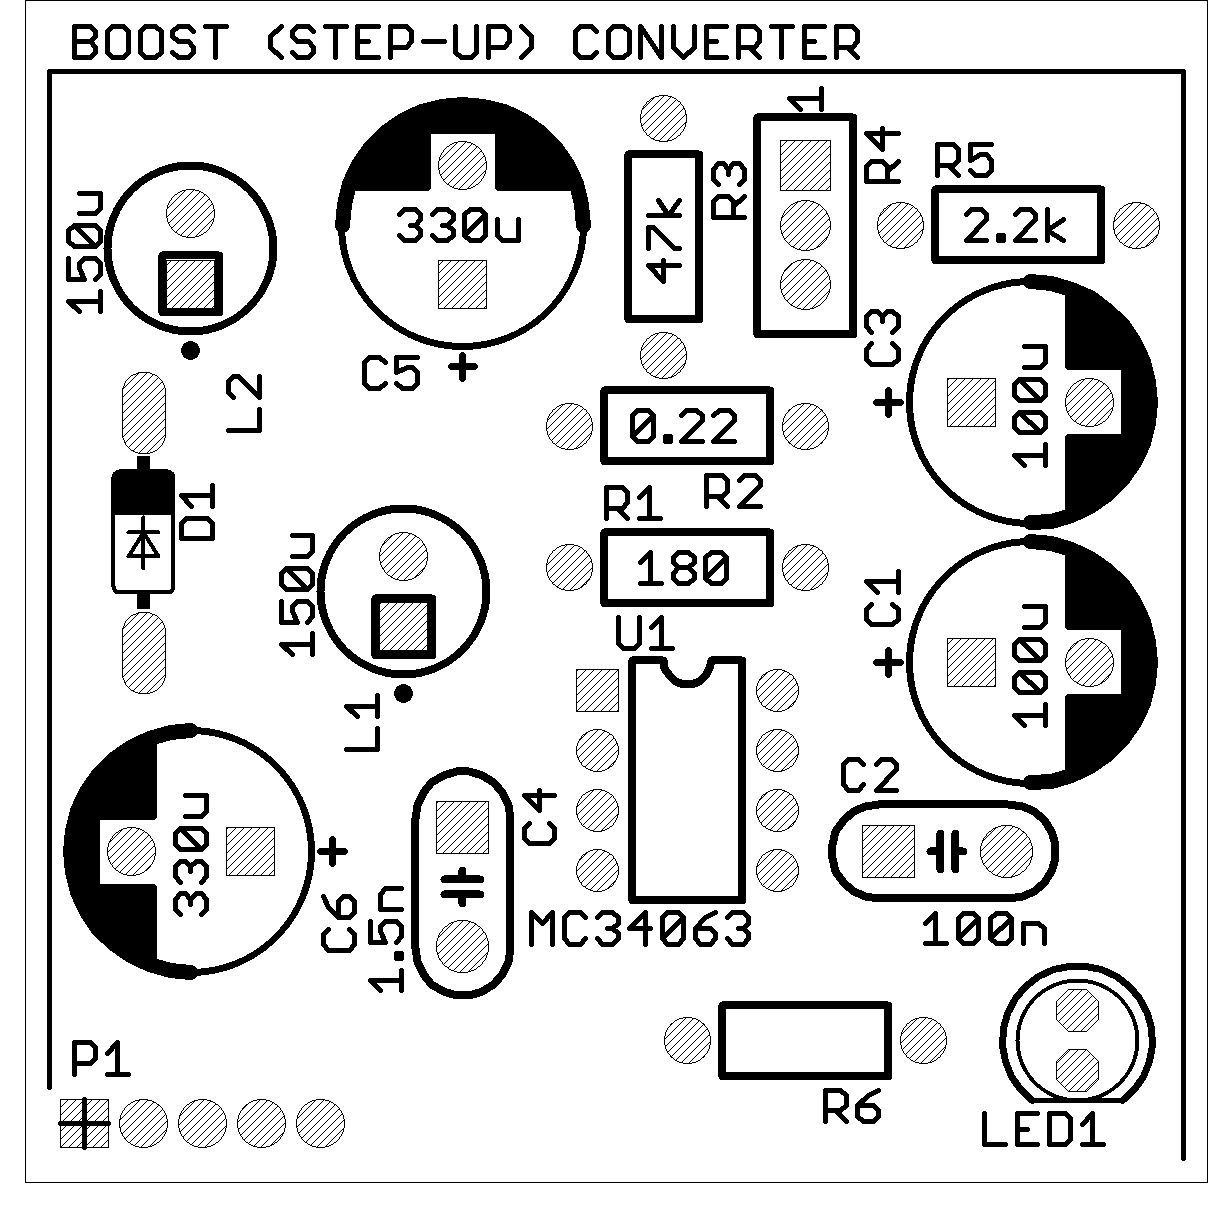 BOOST (STEP-UP) CONVERTER
1
R4
R3
R5
47k
2.2k
150u
330u
C5
+
L2
C3
+
100u
0.22
R2
R1
180
D1
150u
L1
U1
C1
+
100u
C2
330u
+
C6
C4
1.5n
MC34063
100n
P1
R6
LED1